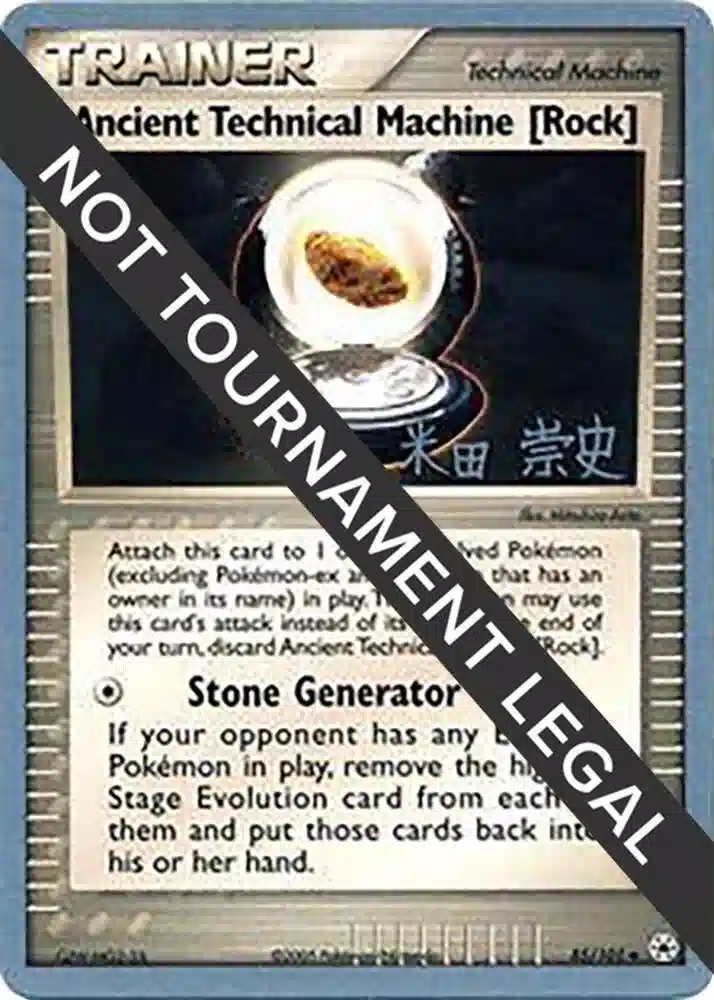 TRAINER
Technical Machine
Ancient Technical Machine [Rock]
米田 崇史
Attach this card to 1 lved Pokémon
(excluding Pokémon-ex an that has an
owner in its name) in play. T n may use
this card's attack instead of its e end of
your turn, discard Ancient Technic [Rock].
Stone Generator
If your opponent has any E
Pokémon in play, remove the hig
Stage Evolution card from each
them and put those cards back int
his or her hand.
85/101
NOT TOURNAMENT LEGAL